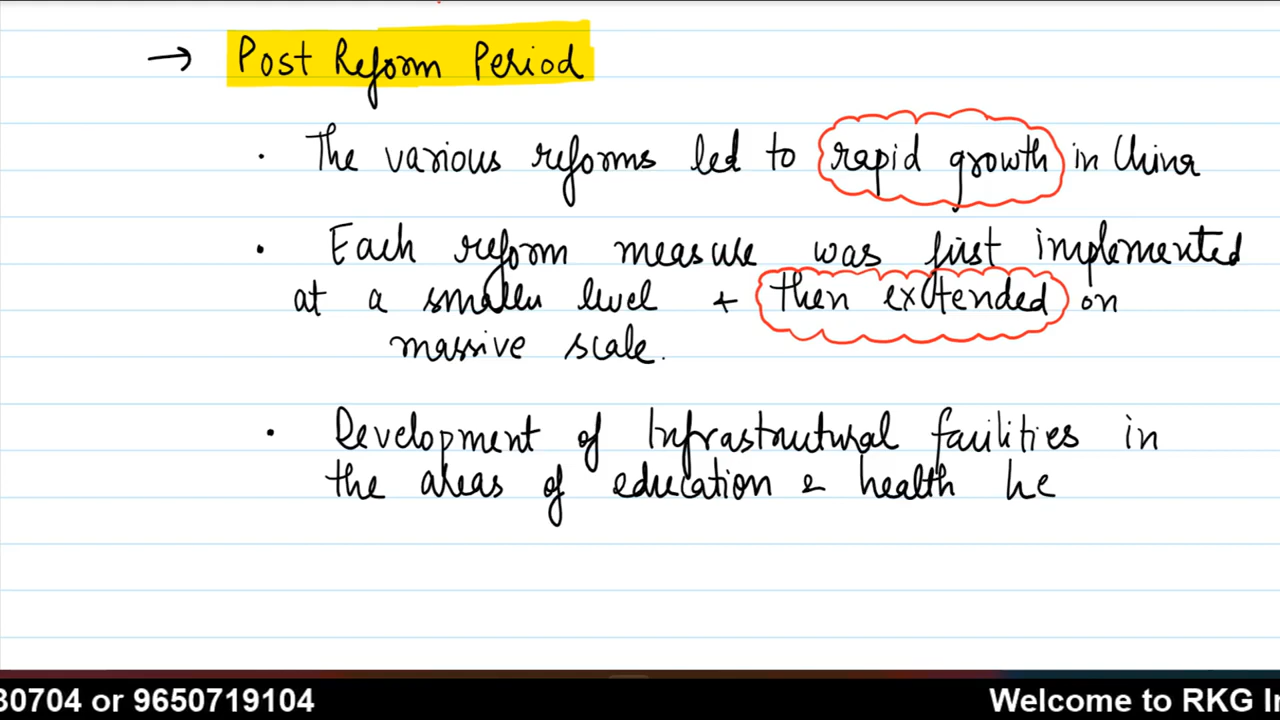 → Post Reform Period
· The various reforms led to rapid growth in China
· Each reform measure was first implemented
at a smaller level + then extended on
massive scale.
· Development of Infrastructural facilities in
the areas of education & health he
30704 or 9650719104
Welcome to RKG In